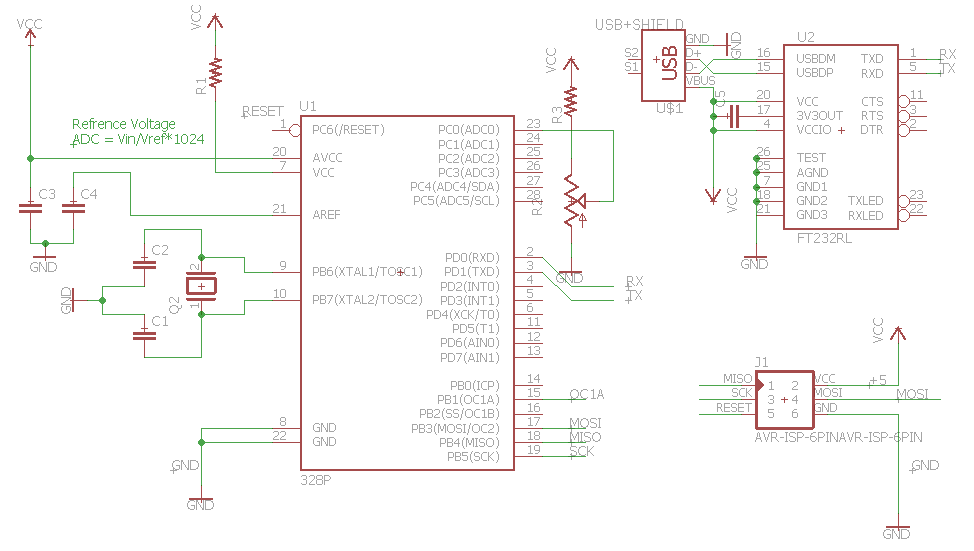 VCC
VCC
R1
RESET
U1
Refrence Voltage
ADC = Vin/Vref*1024
1 PC6(/RESET)
20 AVCC
7 VCC
21 AREF
9 PB6(XTAL1/TOSC1)
10 PB7(XTAL2/TOSC2)
8 GND
22 GND
PC0(ADC0) 23
PC1(ADC1) 24
PC2(ADC2) 25
PC3(ADC3) 26
PC4(ADC4/SDA) 27
PC5(ADC5/SCL) 28
PD0(RXD) 2
PD1(TXD) 3
PD2(INT0) 4
PD3(INT1) 5
PD4(XCK/T0) 6
PD5(T1) 11
PD6(AIN0) 12
PD7(AIN1) 13
PB0(ICP) 14
PB1(OC1A) 15 OC1A
PB2(SS/OC1B) 16
PB3(MOSI/OC2) 17 MOSI
PB4(MISO) 18 MISO
PB5(SCK) 19 SCK
328P
C3
C4
GND
C2
GND
2
Q2
1
C1
GND
GND
VCC
R3
R2
GND
RX
TX
USB+SHIELD
S2
S1
USB
GND
D+
D-
VBUS
U$1
GND
C5
VCC
U2
16 USBDM
15 USBDP
20 VCC
17 3V3OUT
4 VCCIO
26 TEST
25 AGND
7 GND1
18 GND2
21 GND3
TXD 1 RX
RXD 5 TX
CTS 11
RTS 3
DTR 2
TXLED 23
RXLED 22
FT232RL
GND
VCC
J1
MISO 1 2 VCC +5
SCK 3 4 MOSI MOSI
RESET 5 6 GND
AVR-ISP-6PINAVR-ISP-6PIN
GND
GND